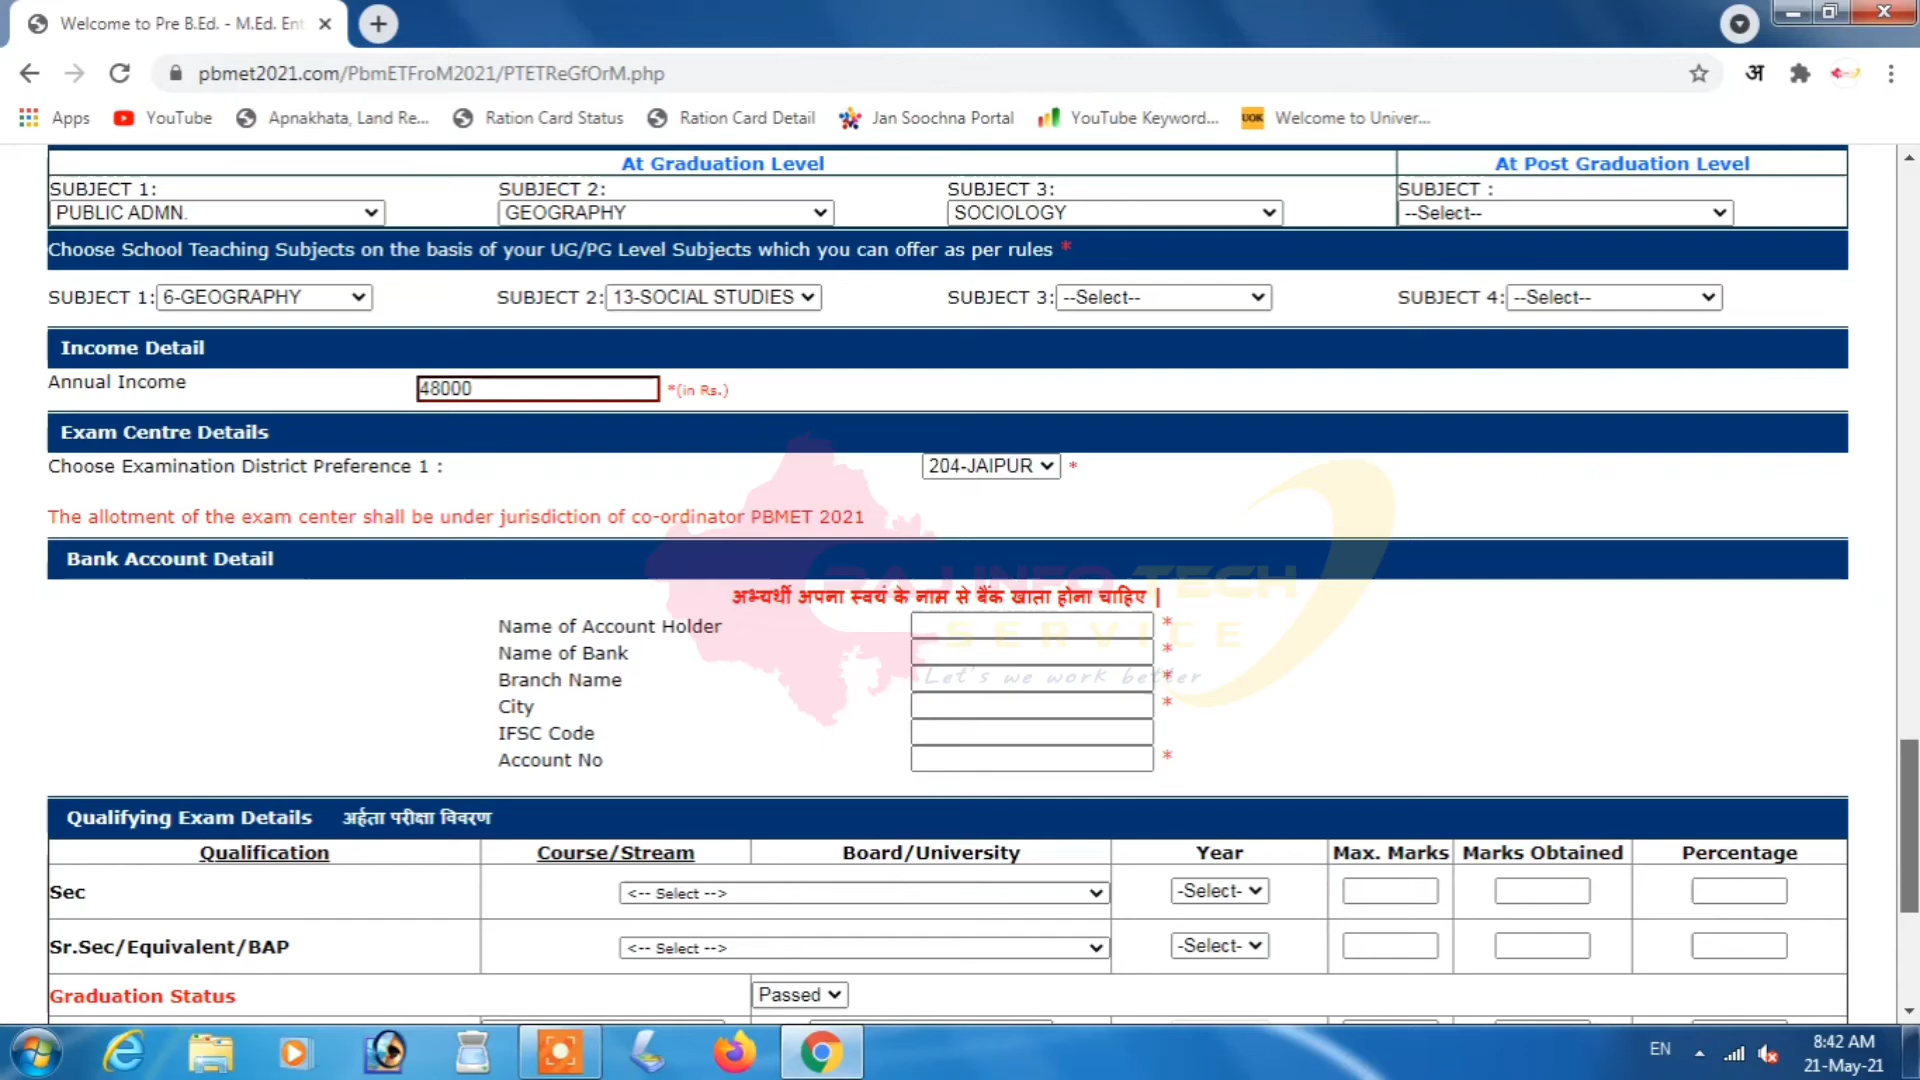 Welcome to Pre B.Ed. - M.Ed. Ent
pbmet2021.com/PbmETFroM2021/PTETReGfOrM.php
अ
Apps YouTube Apnakhata, Land Re... Ration Card Status Ration Card Detail Jan Soochna Portal YouTube Keyword... UOK Welcome to Univer...
At Graduation Level At Post Graduation Level
SUBJECT 1: SUBJECT 2: SUBJECT 3: SUBJECT :
PUBLIC ADMN. GEOGRAPHY SOCIOLOGY --Select--
Choose School Teaching Subjects on the basis of your UG/PG Level Subjects which you can offer as per rules *
SUBJECT 1: 6-GEOGRAPHY SUBJECT 2: 13-SOCIAL STUDIES SUBJECT 3: --Select-- SUBJECT 4: --Select--
Income Detail
Annual Income 48000 *(in Rs.)
Exam Centre Details
Choose Examination District Preference 1 : 204-JAIPUR *
The allotment of the exam center shall be under jurisdiction of co-ordinator PBMET 2021
Bank Account Detail
RAJ INFO TECH
अभ्यर्थी अपना स्वयं के नाम से बैंक खाता होना चाहिए |
Name of Account Holder *
SERVICE
Name of Bank *
Branch Name *
Let's we work better
City *
IFSC Code
Account No *
Qualifying Exam Details अर्हता परीक्षा विवरण
Qualification Course/Stream Board/University Year Max. Marks Marks Obtained Percentage
Sec <-- Select --> -Select-
Sr.Sec/Equivalent/BAP <-- Select --> -Select-
Graduation Status Passed
EN 8:42 AM
21-May-21